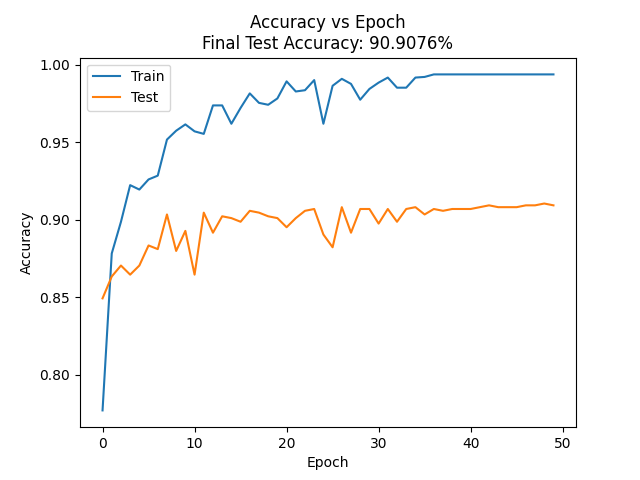 Accuracy vs Epoch
Final Test Accuracy: 90.9076%
Train
Test
1.00
0.95
0.90
0.85
0.80
Accuracy
0
10
20
30
40
50
Epoch